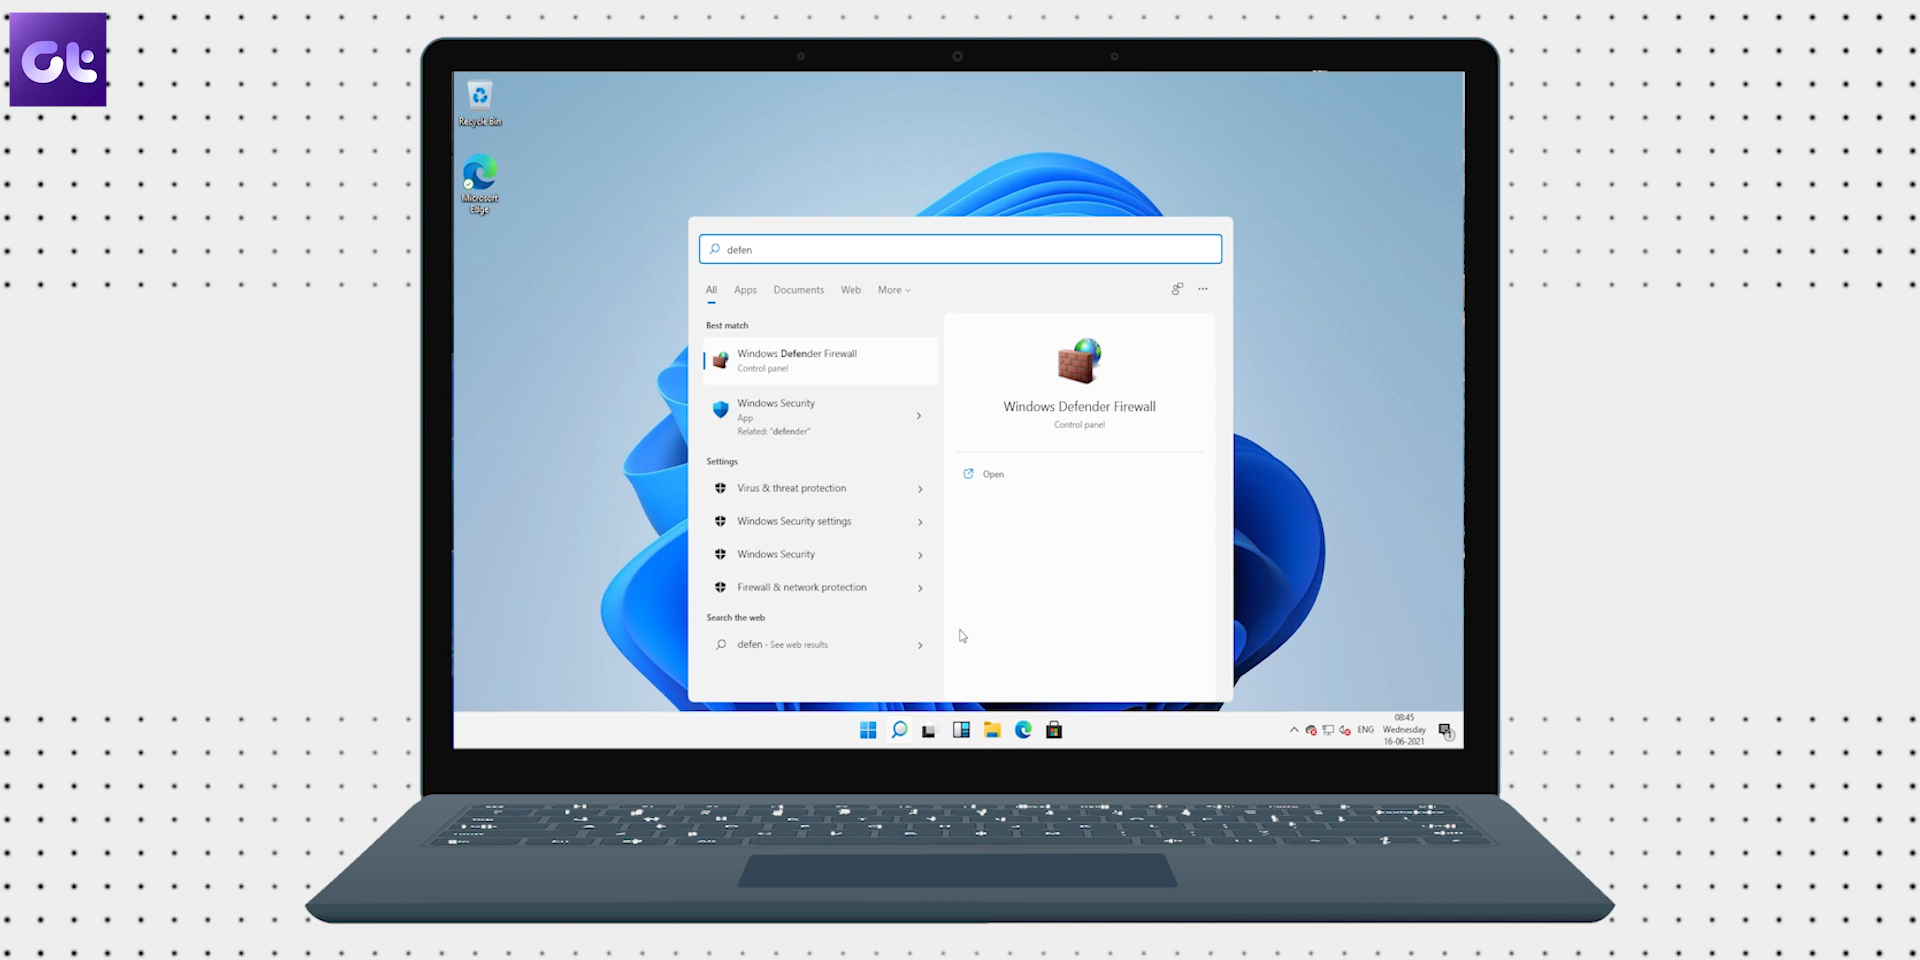 Gt
Recycle Bin
Microsoft
Edge
defen
All Apps Documents Web More
Best match
Windows Defender Firewall
Control panel
Windows Security
App
Related: "defender"
Settings
Virus & threat protection
Windows Security settings
Windows Security
Firewall & network protection
Search the web
defen - See web results
Windows Defender Firewall
Control panel
Open
ENG
08:45
Wednesday
16-06-2021
1